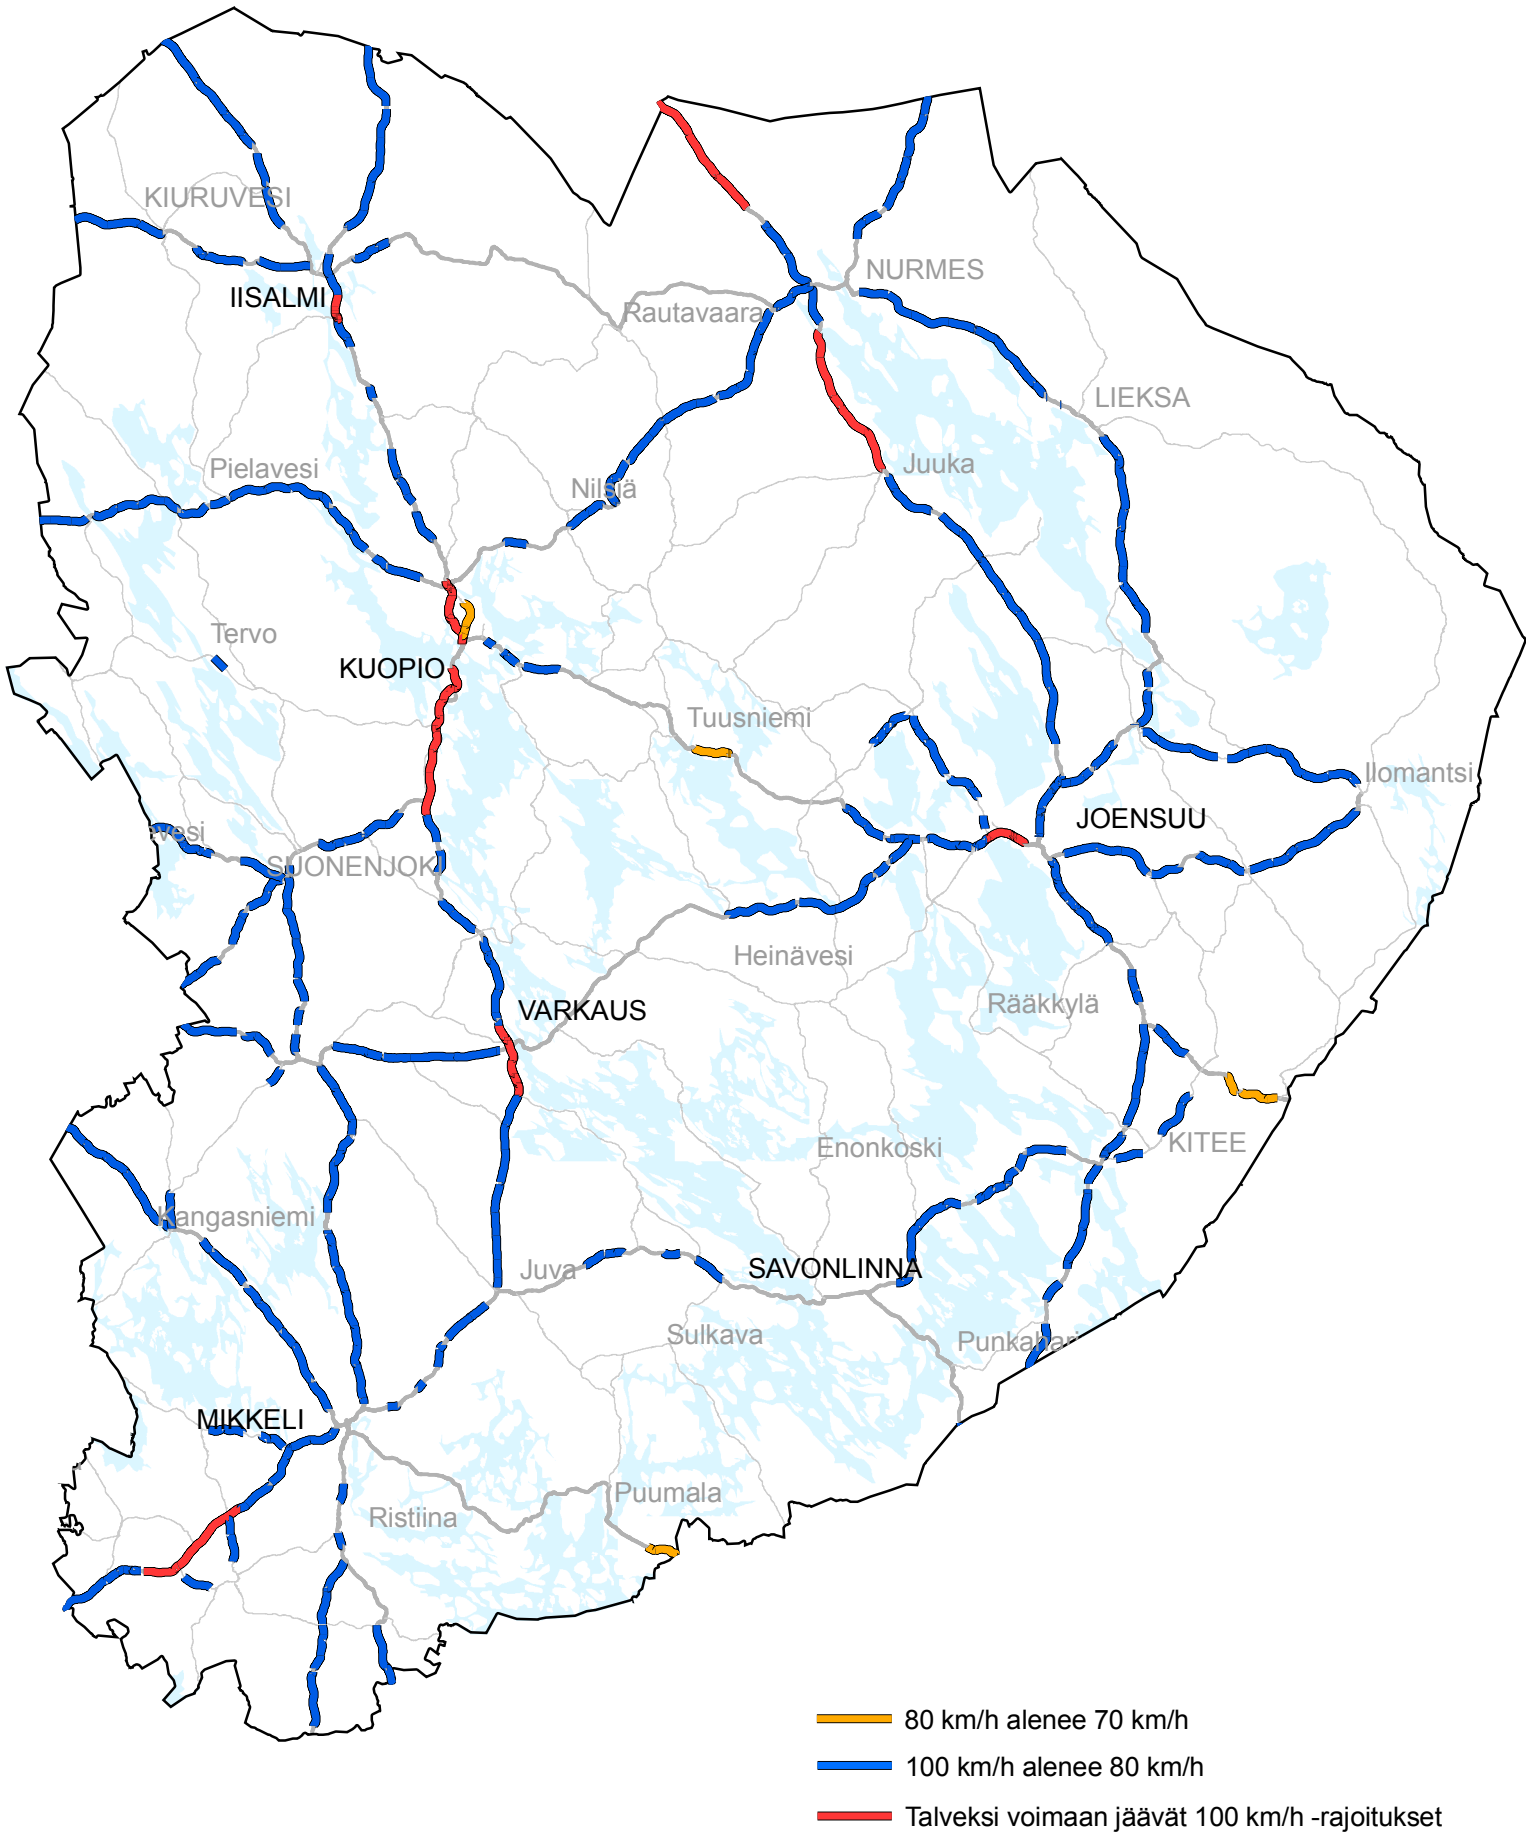 KIURUVESI
IISALMI
NURMES
Rautavaara
LIEKSA
Pielavesi
Juuka
Nilsiä
Tervo
KUOPIO
Tuusniemi
Ilomantsi
JOENSUU
vesi
SUONENJOKI
Heinävesi
Rääkkylä
VARKAUS
Enonkoski
KITEE
Kangasniemi
Juva
SAVONLINNA
Sulkava
Punkahari
MIKKELI
Puumala
Ristiina
80 km/h alenee 70 km/h
100 km/h alenee 80 km/h
Talveksi voimaan jäävät 100 km/h -rajoitukset